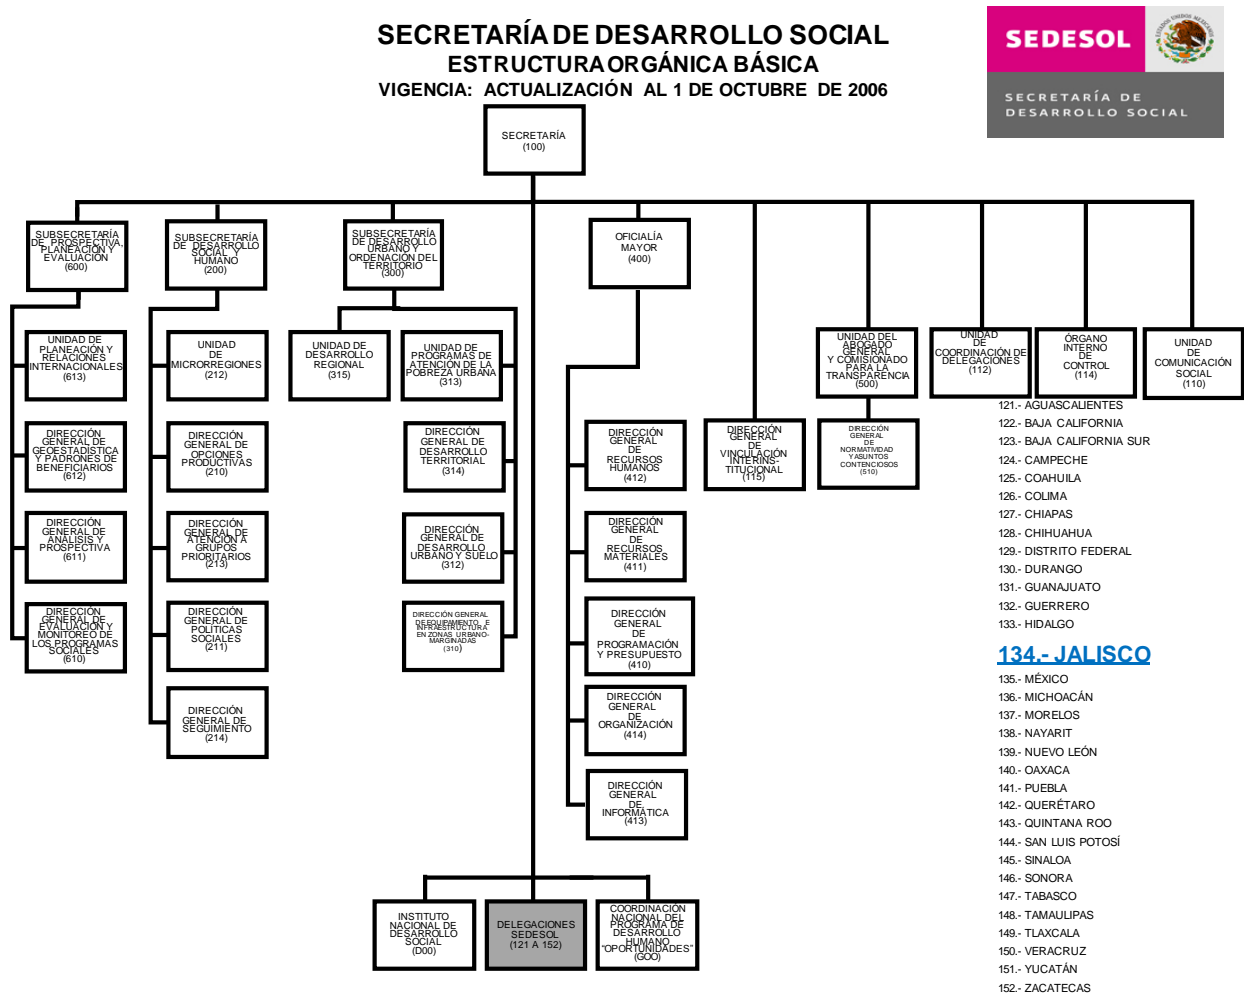 SECRETARÍA DE DESARROLLO SOCIAL
ESTRUCTURA ORGÁNICA BÁSICA
VIGENCIA: ACTUALIZACIÓN AL 1 DE OCTUBRE DE 2006
SEDESOL
ESTADOS UNIDOS MEXICANOS
SECRETARÍA DE
DESARROLLO SOCIAL
SECRETARÍA
(100)
SUBSECRETARÍA
DE PROSPECTIVA,
PLANEACIÓN Y
EVALUACIÓN
(600)
SUBSECRETARÍA
DE DESARROLLO
SOCIAL Y
HUMANO
(200)
SUBSECRETARÍA
DE DESARROLLO
URBANO Y
ORDENACIÓN DEL
TERRITORIO
(300)
OFICIALÍA
MAYOR
(400)
UNIDAD DE
PLANEACIÓN Y
RELACIONES
INTERNACIONALES
(613)
UNIDAD
DE
MICRORREGIONES
(212)
UNIDAD DE
DESARROLLO
REGIONAL
(315)
UNIDAD DE
PROGRAMAS DE
ATENCIÓN DE LA
POBREZA URBANA
(313)
UNIDAD DEL
ABOGADO
GENERAL
Y COMISIONADO
PARA LA
TRANSPARENCIA
(500)
UNIDAD
DE
COORDINACIÓN DE
DELEGACIONES
(112)
ÓRGANO
INTERNO
DE
CONTROL
(114)
UNIDAD
DE
COMUNICACIÓN
SOCIAL
(110)
DIRECCIÓN
GENERAL DE
GEOESTADÍSTICA
Y PADRONES DE
BENEFICIARIOS
(612)
DIRECCIÓN
GENERAL DE
OPCIONES
PRODUCTIVAS
(210)
DIRECCIÓN
GENERAL DE
DESARROLLO
TERRITORIAL
(314)
DIRECCIÓN
GENERAL
DE
RECURSOS
HUMANOS
(412)
DIRECCIÓN
GENERAL
DE
VINCULACIÓN
INTERINS-
TITUCIONAL
(115)
DIRECCIÓN
GENERAL
DE
NORMATIVIDAD
Y ASUNTOS
CONTENCIOSOS
(510)
DIRECCIÓN
GENERAL DE
ANÁLISIS Y
PROSPECTIVA
(611)
DIRECCIÓN
GENERAL DE
ATENCIÓN A
GRUPOS
PRIORITARIOS
(213)
DIRECCIÓN
GENERAL DE
DESARROLLO
URBANO Y SUELO
(312)
DIRECCIÓN
GENERAL
DE
RECURSOS
MATERIALES
(411)
DIRECCIÓN
GENERAL DE
EVALUACIÓN Y
MONITOREO DE
LOS PROGRAMAS
SOCIALES
(610)
DIRECCIÓN
GENERAL DE
POLÍTICAS
SOCIALES
(211)
DIRECCIÓN GENERAL
DE EQUIPAMIENTO E
INFRAESTRUCTURA
EN ZONAS URBANO-
MARGINADAS
(310)
DIRECCIÓN
GENERAL
DE
PROGRAMACIÓN
Y PRESUPUESTO
(410)
DIRECCIÓN
GENERAL DE
SEGUIMIENTO
(214)
DIRECCIÓN
GENERAL
DE
ORGANIZACIÓN
(414)
DIRECCIÓN
GENERAL
DE
INFORMÁTICA
(413)
INSTITUTO
NACIONAL DE
DESARROLLO
SOCIAL
(D00)
DELEGACIONES
SEDESOL
(121 A 152)
COORDINACIÓN
NACIONAL DEL
PROGRAMA DE
DESARROLLO
HUMANO
"OPORTUNIDADES"
(GOO)
121.- AGUASCALIENTES
122.- BAJA CALIFORNIA
123.- BAJA CALIFORNIA SUR
124.- CAMPECHE
125.- COAHUILA
126.- COLIMA
127.- CHIAPAS
128.- CHIHUAHUA
129.- DISTRITO FEDERAL
130.- DURANGO
131.- GUANAJUATO
132.- GUERRERO
133.- HIDALGO
134.- JALISCO
135.- MÉXICO
136.- MICHOACÁN
137.- MORELOS
138.- NAYARIT
139.- NUEVO LEÓN
140.- OAXACA
141.- PUEBLA
142.- QUERÉTARO
143.- QUINTANA ROO
144.- SAN LUIS POTOSÍ
145.- SINALOA
146.- SONORA
147.- TABASCO
148.- TAMAULIPAS
149.- TLAXCALA
150.- VERACRUZ
151.- YUCATÁN
152.- ZACATECAS